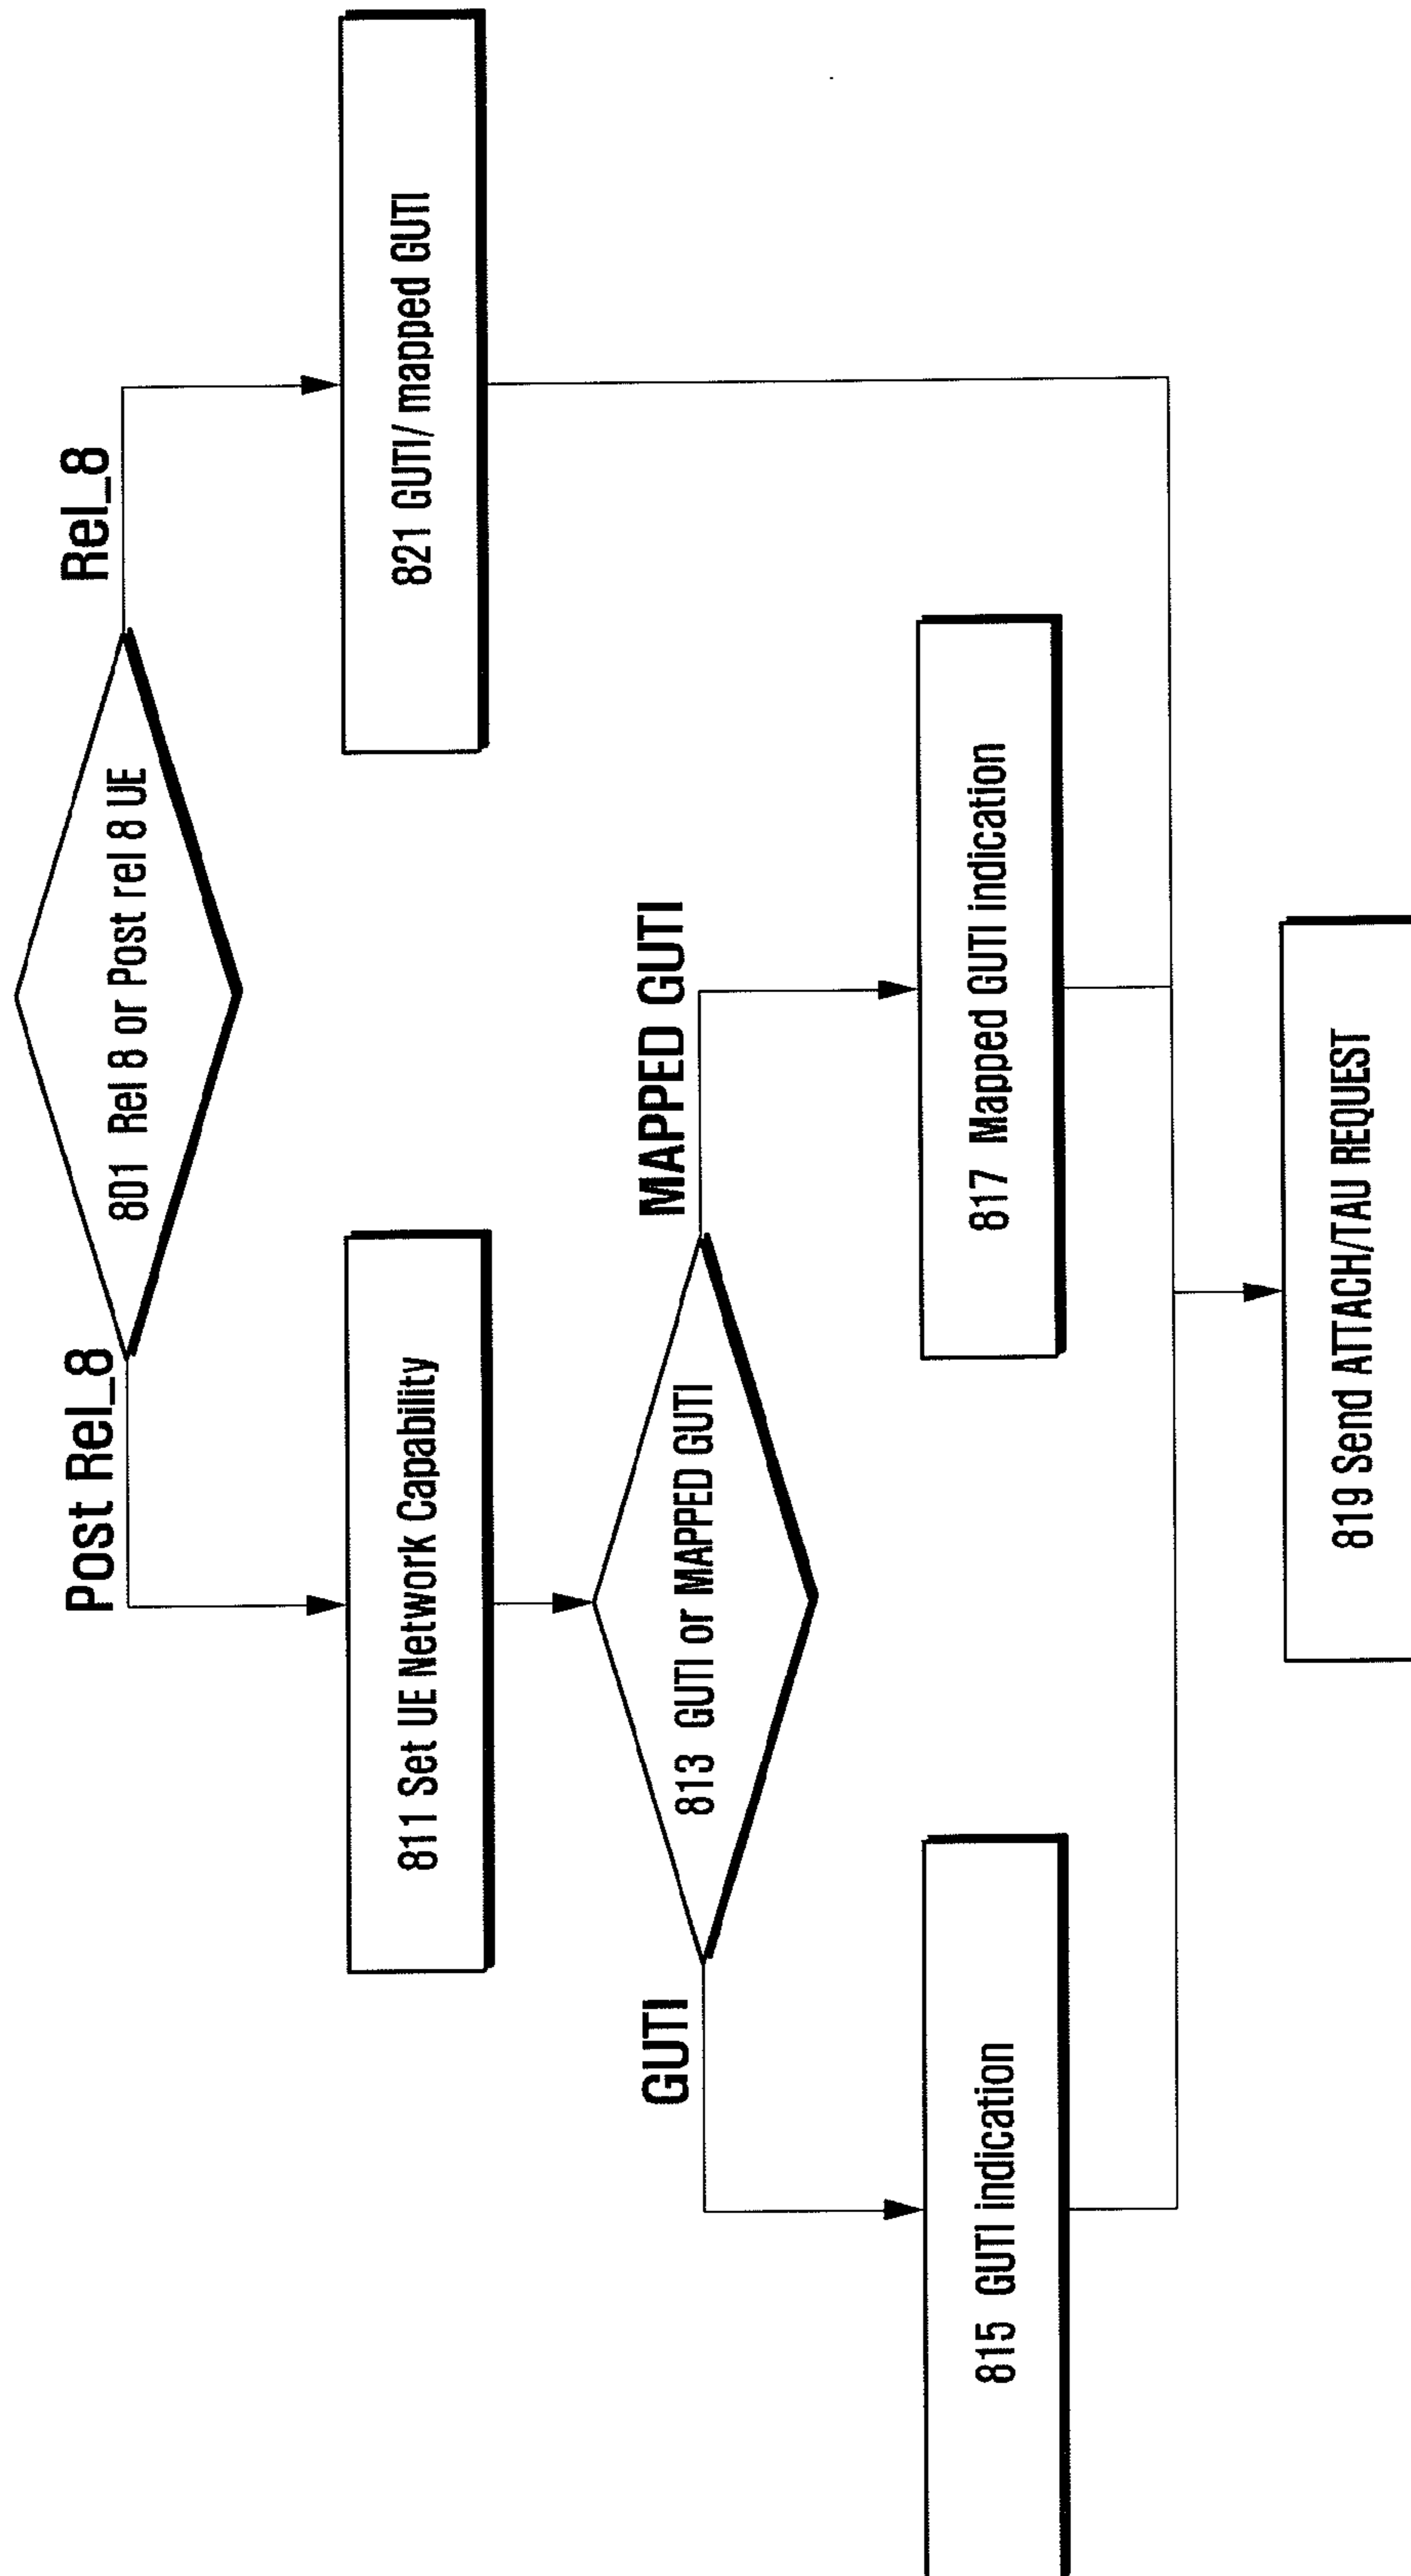 801 Rel 8 or Post rel 8 UE
Post Rel_8
Rel_8
811 Set UE Network Capability
821 GUTI/ mapped GUTI
813 GUTI or MAPPED GUTI
GUTI
MAPPED GUTI
815 GUTI indication
817 Mapped GUTI indication
819 Send ATTACH/TAU REQUEST